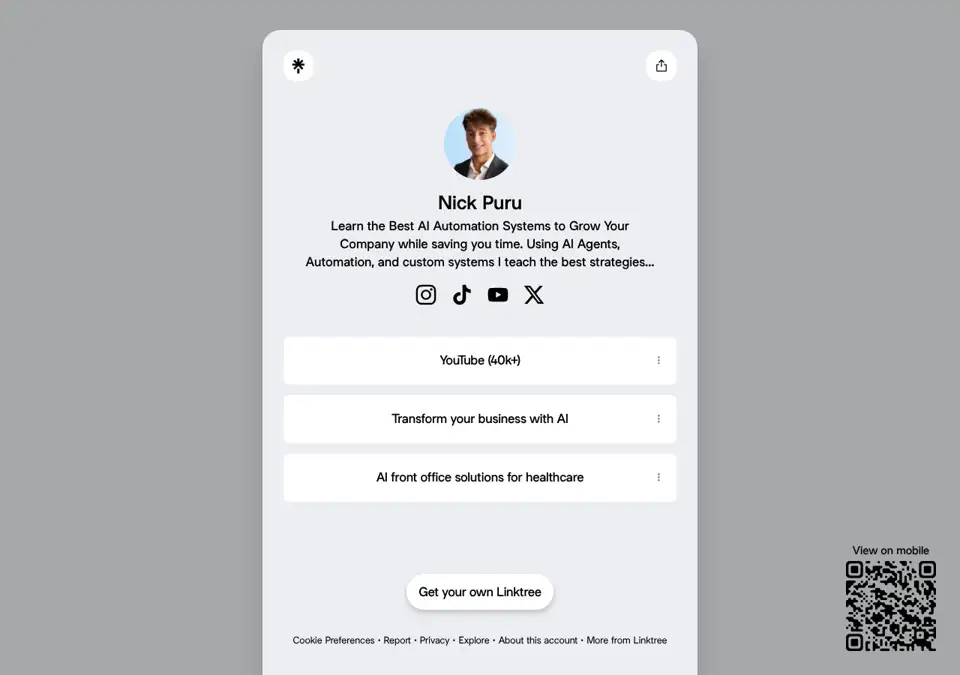 Nick Puru
Learn the Best AI Automation Systems to Grow Your
Company while saving you time. Using AI Agents,
Automation, and custom systems I teach the best strategies...
YouTube (40k+)
Transform your business with AI
AI front office solutions for healthcare
Get your own Linktree
Cookie Preferences • Report • Privacy • Explore • About this account • More from Linktree
View on mobile